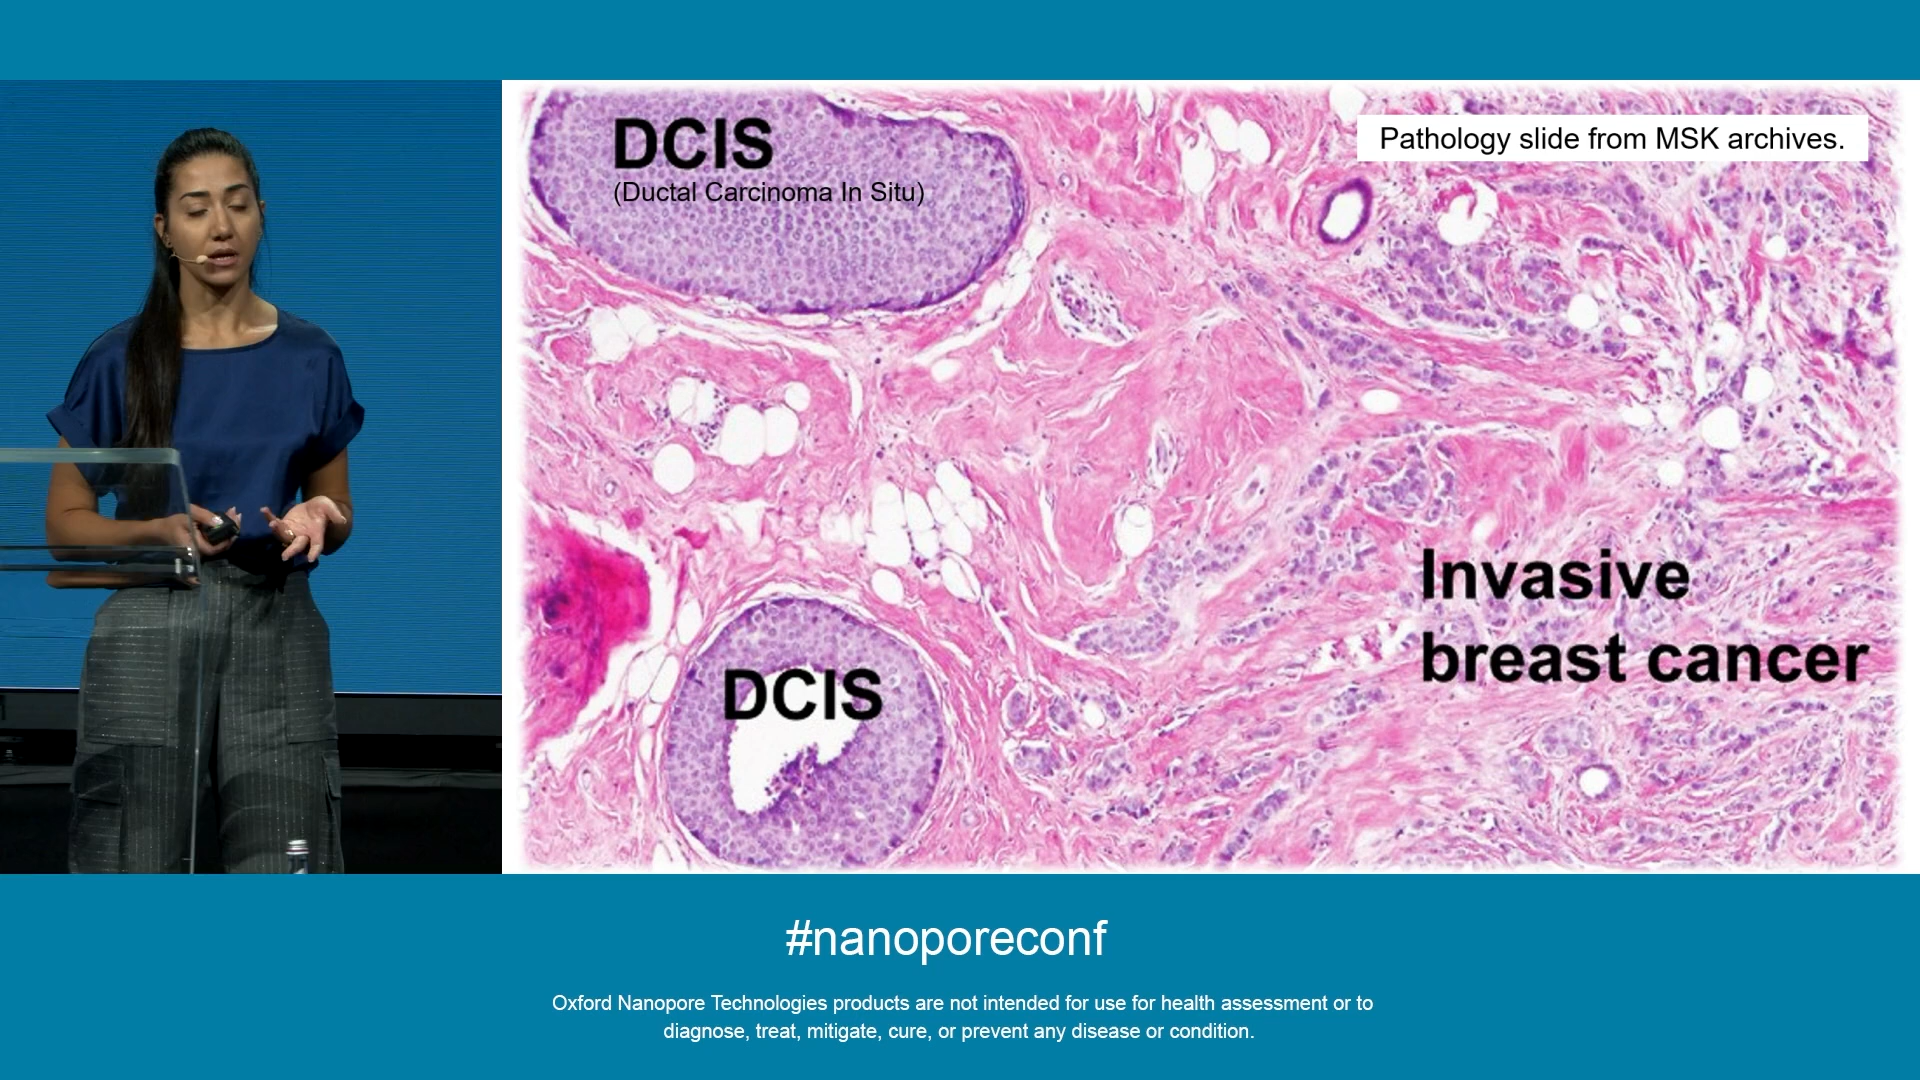 DCIS
(Ductal Carcinoma In Situ)
Pathology slide from MSK archives.
Invasive
breast cancer
DCIS
#nanoporeconf
Oxford Nanopore Technologies products are not intended for use for health assessment or to
diagnose, treat, mitigate, cure, or prevent any disease or condition.